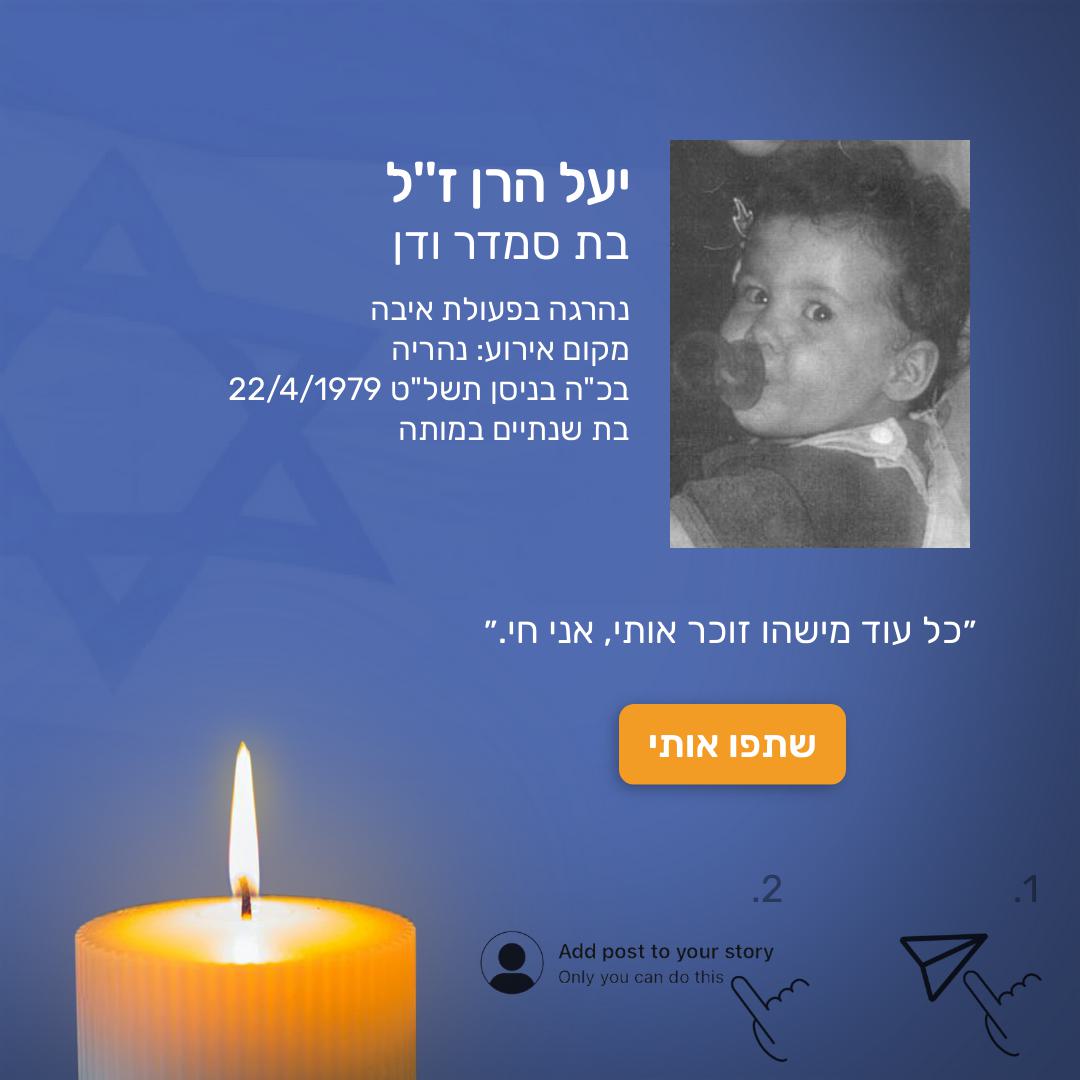 יעל הרן ז"ל
בת סמדר ודן
נהרגה בפעולת איבה
מקום אירוע: נהריה
בכ"ה בניסן תשל"ט 22/4/1979
בת שנתיים במותה
״כל עוד מישהו זוכר אותי, אני חי.״
שתפו אותי
.1
.2
Add post to your story
Only you can do this